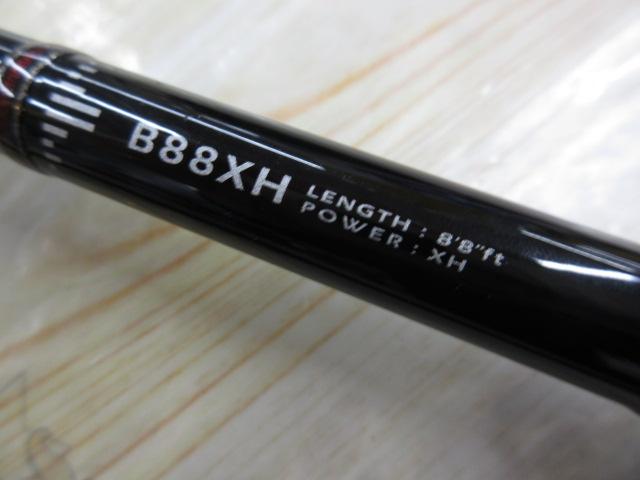 B88XH
LENGTH : 8'8"ft
POWER : XH